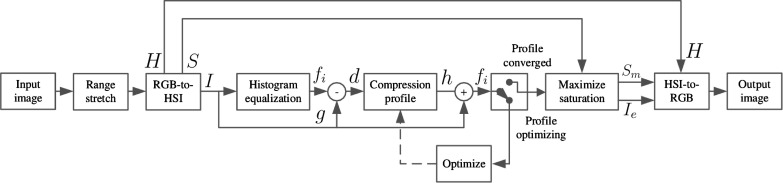 H
S
H
Profile
converged
Input
image
Range
stretch
RGB-to-
HSI
I
Histogram
equalization
f_i
-
d
g
Compression
profile
h
+
f_i
Profile
optimizing
Maximize
saturation
S_m
I_e
HSI-to-
RGB
Output
image
Optimize